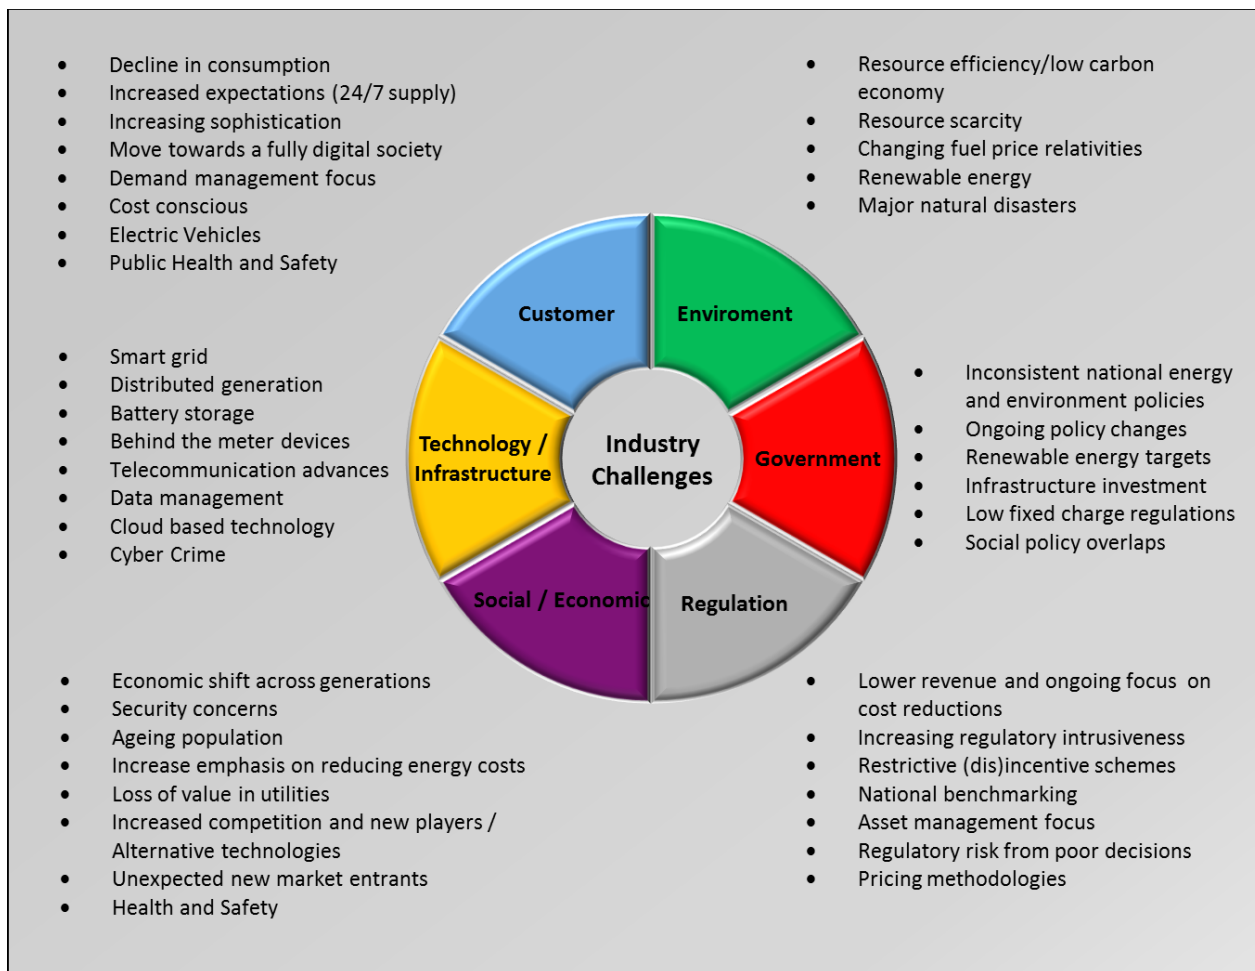 • Decline in consumption
• Increased expectations (24/7 supply)
• Increasing sophistication
• Move towards a fully digital society
• Demand management focus
• Cost conscious
• Electric Vehicles
• Public Health and Safety
• Resource efficiency/low carbon
economy
• Resource scarcity
• Changing fuel price relativities
• Renewable energy
• Major natural disasters
Customer
Enviroment
• Smart grid
• Distributed generation
• Battery storage
• Behind the meter devices
• Telecommunication advances
• Data management
• Cloud based technology
• Cyber Crime
Technology /
Infrastructure
Industry
Challenges
Government
• Inconsistent national energy
and environment policies
• Ongoing policy changes
• Renewable energy targets
• Infrastructure investment
• Low fixed charge regulations
• Social policy overlaps
Social / Economic
Regulation
• Economic shift across generations
• Security concerns
• Ageing population
• Increase emphasis on reducing energy costs
• Loss of value in utilities
• Increased competition and new players /
Alternative technologies
• Unexpected new market entrants
• Health and Safety
• Lower revenue and ongoing focus on
cost reductions
• Increasing regulatory intrusiveness
• Restrictive (dis)incentive schemes
• National benchmarking
• Asset management focus
• Regulatory risk from poor decisions
• Pricing methodologies